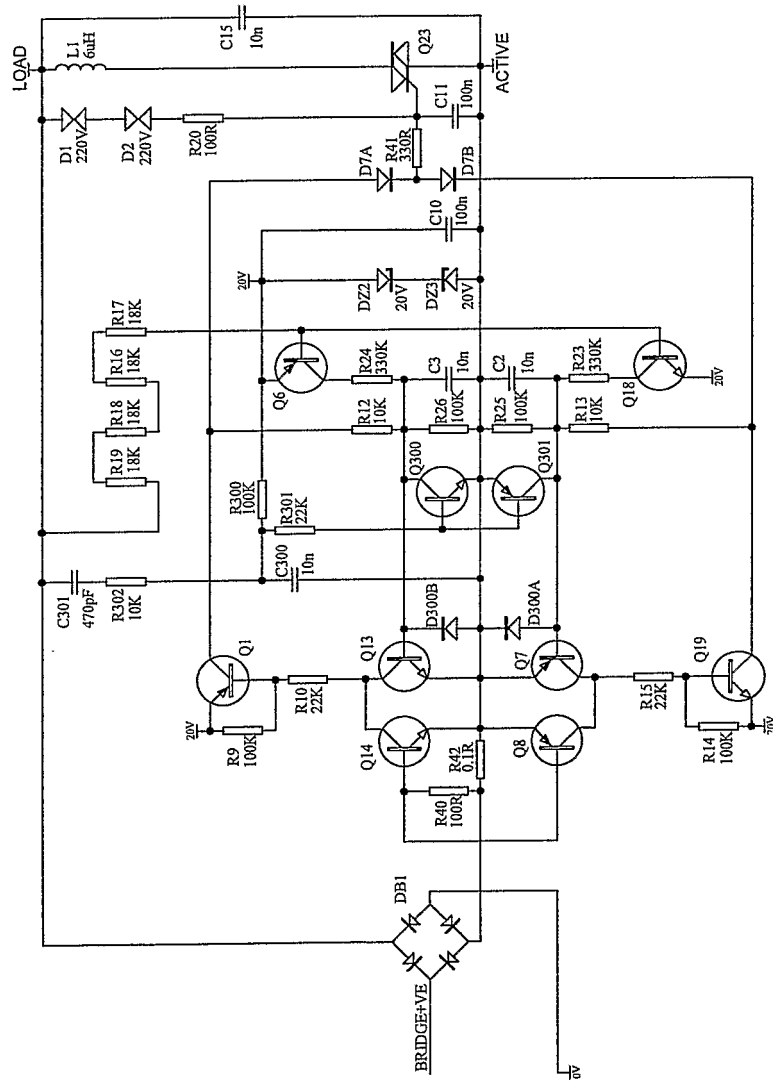 LOAD
L1
6uH
C15
10n
Q23
ACTIVE
D1
220V
D2
220V
R20
100R
C11
100n
R41
330R
D7A
D7B
C10
100n
20V
DZ2
20V
DZ3
20V
R17
18K
R16
18K
R18
18K
R19
18K
Q6
R24
330K
C3
10n
C2
10n
R23
330K
Q18
20V
R12
10K
R26
100K
R25
100K
R13
10K
Q300
Q301
R300
100K
R301
22K
C300
10n
C301
470pF
R302
10K
D300B
D300A
Q1
Q13
Q7
Q19
20V
R9
100K
R10
22K
R15
22K
R14
100K
20V
Q14
R42
0.1R
Q8
R40
100R
DB1
BRIDGE+VE
0V